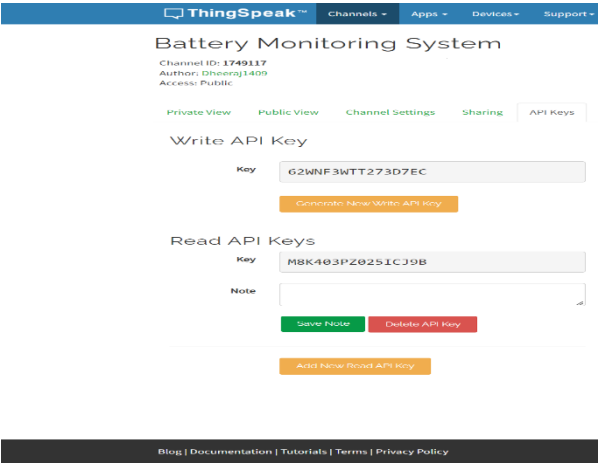 ThingSpeak™ Channels Apps Devices Support
Battery Monitoring System
Channel ID: 1749117
Author: Dheeraj1409
Access: Public
Private View Public View Channel Settings Sharing API Keys
Write API Key
Key 62WNF3WTT273D7EC
Generate New Write API Key
Read API Keys
Key M8K403PZ025ICJ9B
Note
Save Note Delete API Key
Add New Read API Key
Blog | Documentation | Tutorials | Terms | Privacy Policy